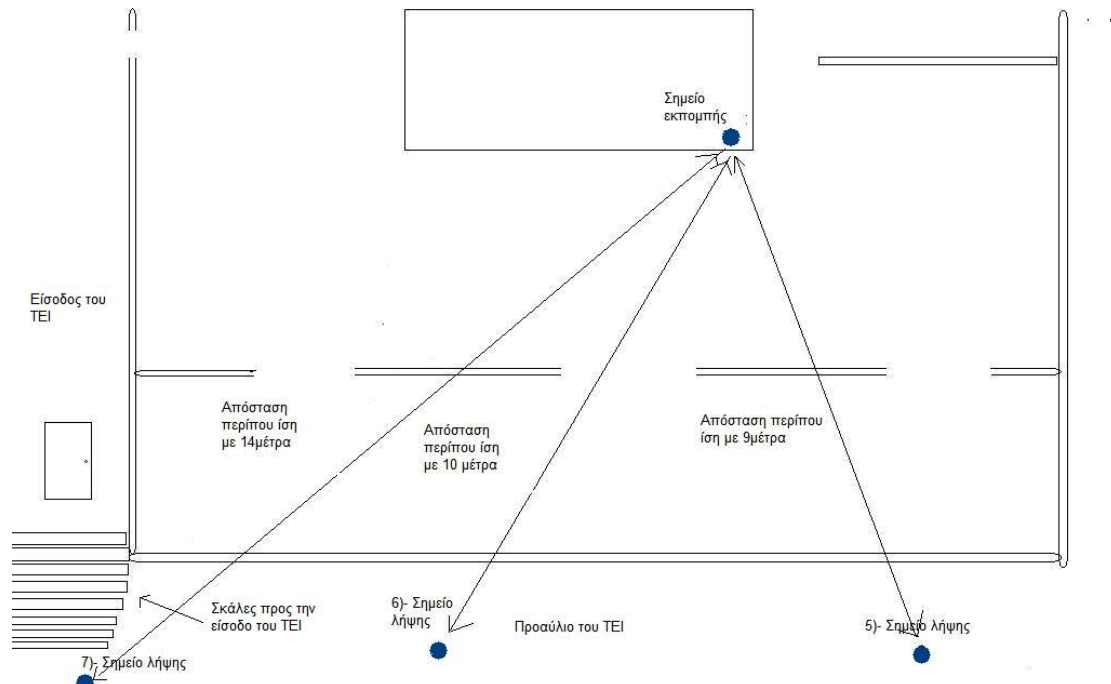 Σημείο
εκπομπής
Είσοδος του
ΤΕΙ
Απόσταση
περίπου ίση
με 14μέτρα
Απόσταση
περίπου ίση
με 10 μέτρα
Απόσταση περίπου
ίση με 9μέτρα
Σκάλες προς την
είσοδο του ΤΕΙ
6)- Σημείο
λήψης
Προαύλιο του ΤΕΙ
5)- Σημείο λήψης
7)- Σημείο λήψης